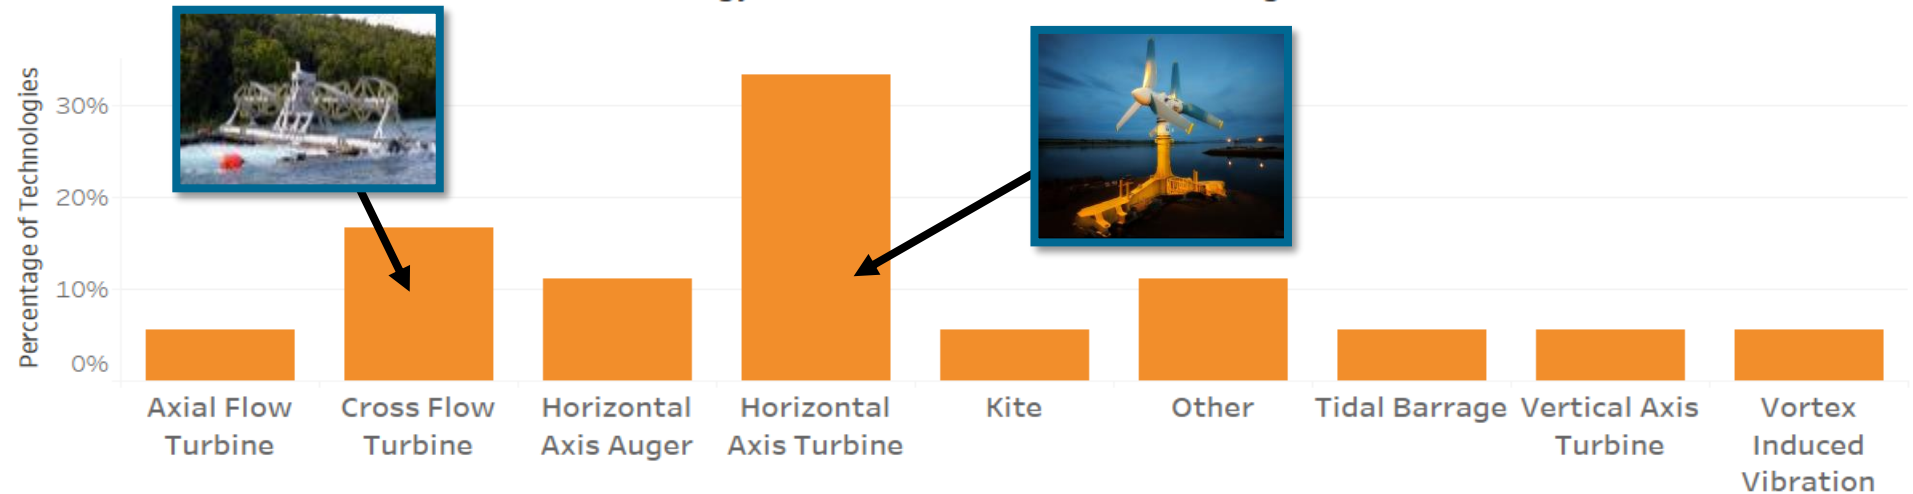 Percentage of Technologies
30%
20%
10%
0%
Axial Flow
Turbine
Cross Flow
Turbine
Horizontal
Axis Auger
Horizontal
Axis Turbine
Kite
Other
Tidal Barrage
Vertical Axis
Turbine
Vortex
Induced
Vibration